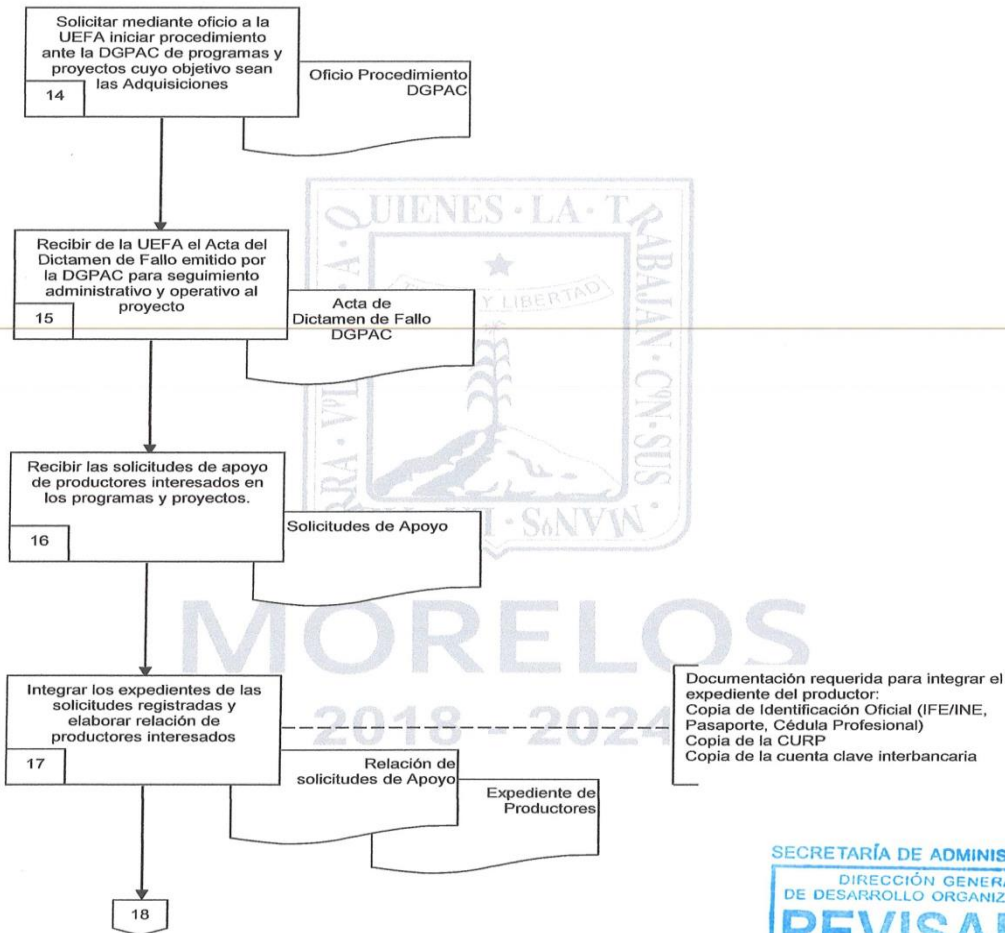 Solicitar mediante oficio a la
UEFA iniciar procedimiento
ante la DGPAC de programas y
proyectos cuyo objetivo sean
las Adquisiciones
14
Oficio Procedimiento
DGPAC
QUIENES · LA · TRABAJAN · CON · SUS · MANOS
Y LIBERTAD
Recibir de la UEFA el Acta del
Dictamen de Fallo emitido por
la DGPAC para seguimiento
administrativo y operativo al
proyecto
15
Acta de
Dictamen de Fallo
DGPAC
Recibir las solicitudes de apoyo
de productores interesados en
los programas y proyectos.
16
Solicitudes de Apoyo
MORELOS
2018 - 2024
Integrar los expedientes de las
solicitudes registradas y
elaborar relación de
productores interesados
17
Relación de
solicitudes de Apoyo
Expediente de
Productores
Documentación requerida para integrar el
expediente del productor:
Copia de Identificación Oficial (IFE/INE,
Pasaporte, Cédula Profesional)
Copia de la CURP
Copia de la cuenta clave interbancaria
18
SECRETARÍA DE ADMINIS
DIRECCIÓN GENER
DE DESARROLLO ORGANIZ